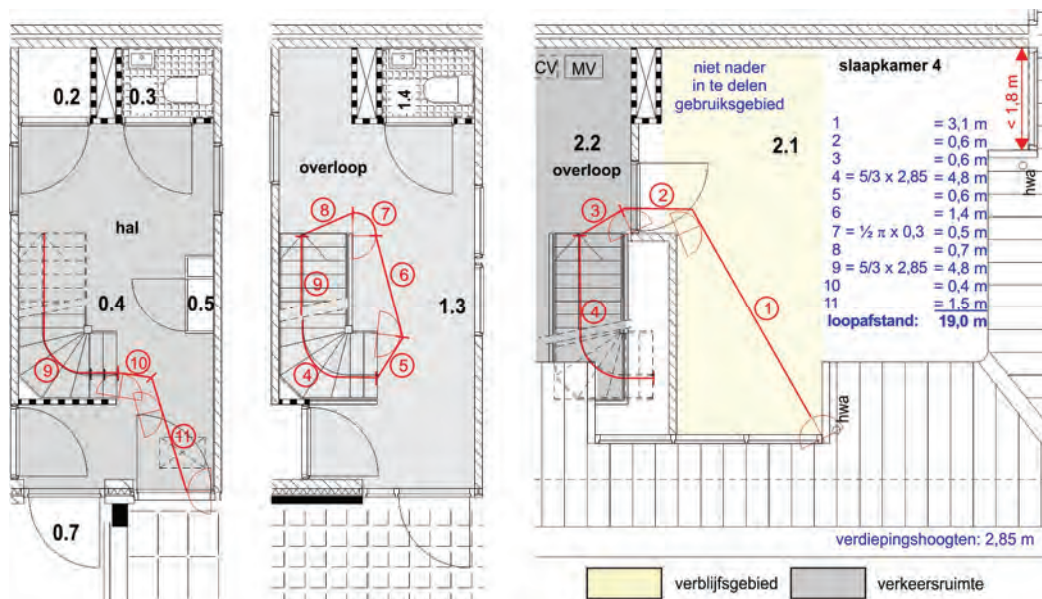 0.2
0.3
hal
0.4
0.5
9
10
11
0.7
1.4
overloop
8
7
6
9
1.3
5
4
CV
MV
niet nader
in te delen
gebruiksgebied
slaapkamer 4
< 1,8 m
hwa
2.2
overloop
2.1
3
2
4
1
hwa
1 = 3,1 m
2 = 0,6 m
3 = 0,6 m
4 = 5/3 x 2,85 = 4,8 m
5 = 0,6 m
6 = 1,4 m
7 = ½ π x 0,3 = 0,5 m
8 = 0,7 m
9 = 5/3 x 2,85 = 4,8 m
10 = 0,4 m
11 = 1,5 m
loopafstand: 19,0 m
verdiepingshoogten: 2,85 m
verblijfsgebied
verkeersruimte